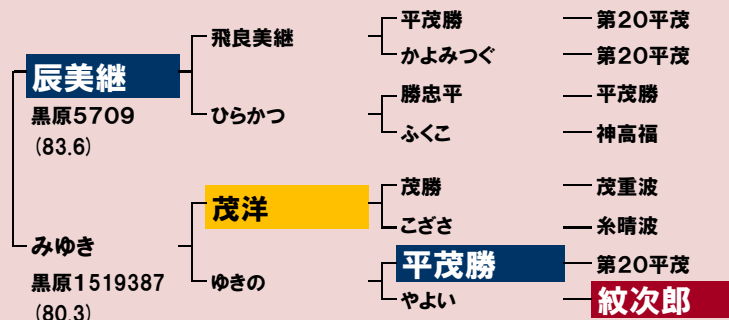 辰美継
黒原5709
(83.6)
飛良美継
平茂勝
第20平茂
かよみつぐ
第20平茂
ひらかつ
勝忠平
平茂勝
ふくこ
神高福
みゆき
黒原1519387
(80.3)
茂洋
茂勝
茂重波
こざさ
糸晴波
ゆきの
平茂勝
第20平茂
やよい
紋次郎